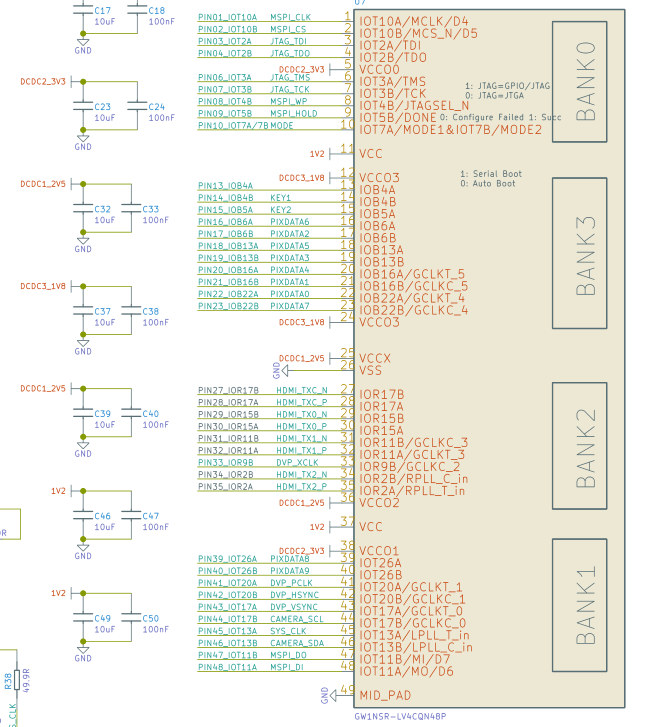 U7
C17
10uF
C18
100nF
GND
DCDC2_3V3
C23
10uF
C24
100nF
GND
DCDC1_2V5
C32
10uF
C33
100nF
GND
DCDC3_1V8
C37
10uF
C38
100nF
GND
DCDC1_2V5
C39
10uF
C40
100nF
GND
1V2
C46
10uF
C47
100nF
GND
1V2
C49
10uF
C50
100nF
GND
R38
49.9R
PIN01_IOT10A MSPI_CLK 1 IOT10A/MCLK/D4
PIN02_IOT10B MSPI_CS 2 IOT10B/MCS_N/D5
PIN03_IOT2A JTAG_TDI 3 IOT2A/TDI
PIN04_IOT2B JTAG_TDO 4 IOT2B/TDO
DCDC2_3V3 5 VCCO0
PIN06_IOT3A JTAG_TMS 6 IOT3A/TMS
PIN07_IOT3B JTAG_TCK 7 IOT3B/TCK
PIN08_IOT4B MSPI_WP 8 IOT4B/JTAGSEL_N
PIN09_IOT5B MSPI_HOLD 9 IOT5B/DONE
PIN10_IOT7A/7B MODE 10 IOT7A/MODE1&IOT7B/MODE2
1: JTAG=GPIO/JTAG
0: JTAG=JTGA
0: Configure Failed 1: Succ
BANK0
1V2 11 VCC
DCDC3_1V8 12 VCCO3
1: Serial Boot
0: Auto Boot
PIN13_IOB4A 13 IOB4A
PIN14_IOB4B KEY1 14 IOB4B
PIN15_IOB5A KEY2 15 IOB5A
PIN16_IOB6A PIXDATA6 16 IOB6A
PIN17_IOB6B PIXDATA2 17 IOB6B
PIN18_IOB13A PIXDATA5 18 IOB13A
PIN19_IOB13B PIXDATA3 19 IOB13B
PIN20_IOB16A PIXDATA4 20 IOB16A/GCLKT_5
PIN21_IOB16B PIXDATA1 21 IOB16B/GCLKC_5
PIN22_IOB22A PIXDATA0 22 IOB22A/GCLKT_4
PIN23_IOB22B PIXDATA7 23 IOB22B/GCLKC_4
DCDC3_1V8 24 VCCO3
BANK3
DCDC1_2V5 25 VCCX
GND 26 VSS
PIN27_IOR17B HDMI_TXC_N 27 IOR17B
PIN28_IOR17A HDMI_TXC_P 28 IOR17A
PIN29_IOR15B HDMI_TX0_N 29 IOR15B
PIN30_IOR15A HDMI_TX0_P 30 IOR15A
PIN31_IOR11B HDMI_TX1_N 31 IOR11B/GCLKC_3
PIN32_IOR11A HDMI_TX1_P 32 IOR11A/GCLKT_3
PIN33_IOR9B DVP_XCLK 33 IOR9B/GCLKC_2
PIN34_IOR2B HDMI_TX2_N 34 IOR2B/RPLL_C_in
PIN35_IOR2A HDMI_TX2_P 35 IOR2A/RPLL_T_in
DCDC1_2V5 36 VCCO2
BANK2
1V2 37 VCC
DCDC2_3V3 38 VCCO1
PIN39_IOT26A PIXDATA8 39 IOT26A
PIN40_IOT26B PIXDATA9 40 IOT26B
PIN41_IOT20A DVP_PCLK 41 IOT20A/GCLKT_1
PIN42_IOT20B DVP_HSYNC 42 IOT20B/GCLKC_1
PIN43_IOT17A DVP_VSYNC 43 IOT17A/GCLKT_0
PIN44_IOT17B CAMERA_SCL 44 IOT17B/GCLKC_0
PIN45_IOT13A SYS_CLK 45 IOT13A/LPLL_T_in
PIN46_IOT13B CAMERA_SDA 46 IOT13B/LPLL_C_in
PIN47_IOT11B MSPI_DO 47 IOT11B/MI/D7
PIN48_IOT11A MSPI_DI 48 IOT11A/MO/D6
BANK1
GND 49 MID_PAD
GW1NSR-LV4CQN48P